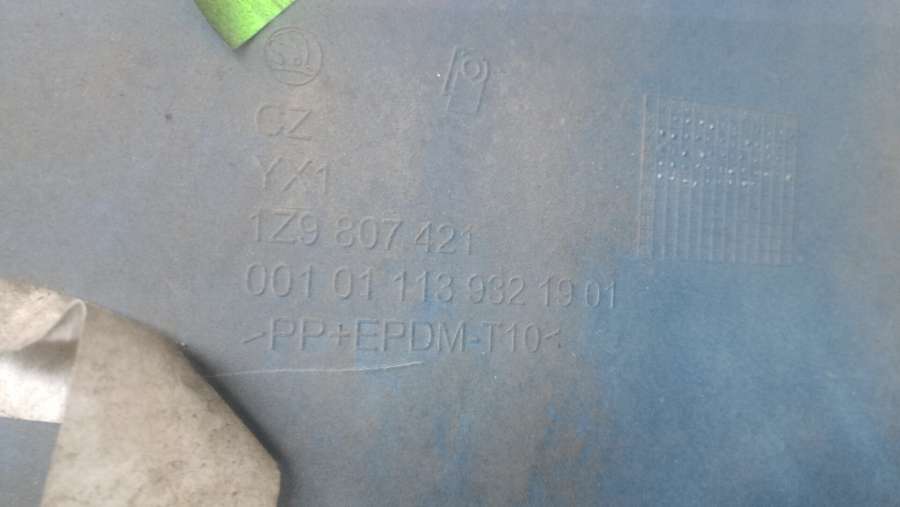 CZ
YX1
1Z9 807 421
001 01 113 932 19 01
>PP+EPDM-T10<